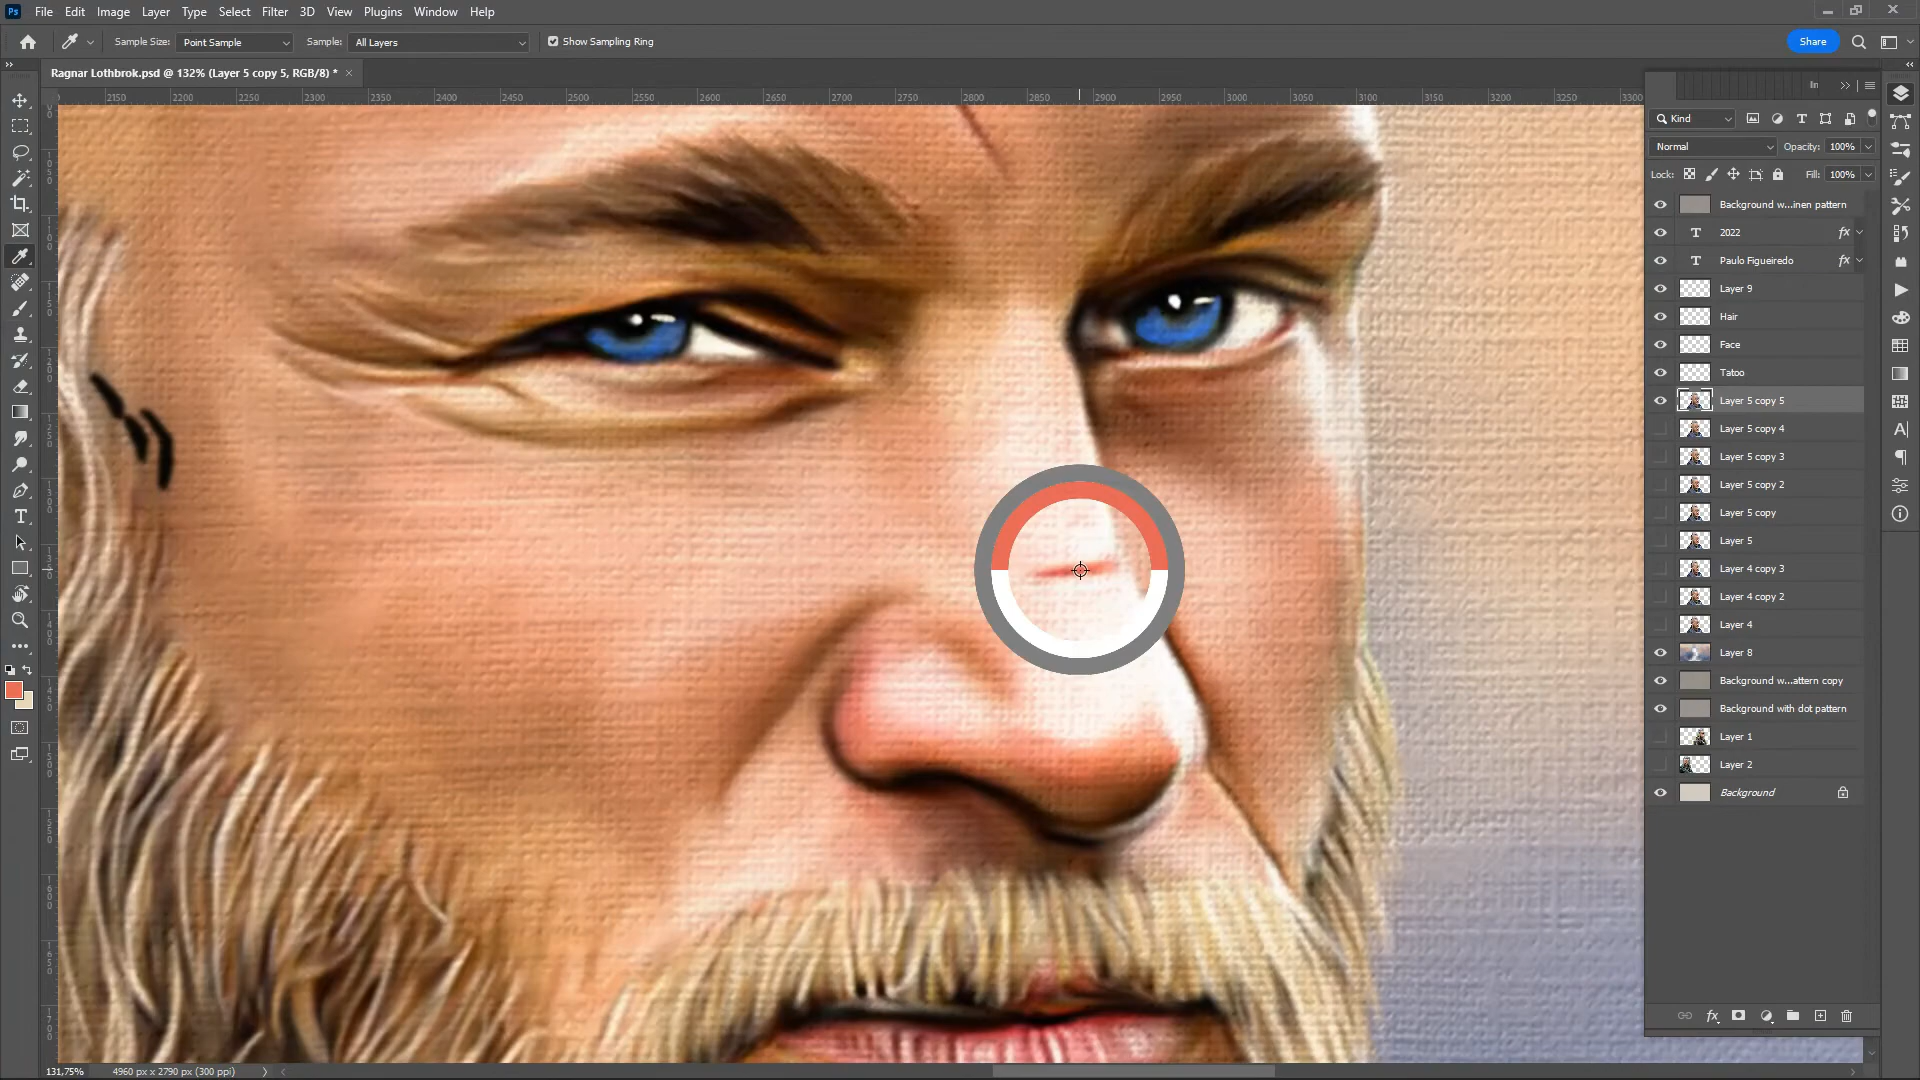 Ps File Edit Image Layer Type Select Filter 3D View Plugins Window Help
Sample Size: Point Sample Sample: All Layers Show Sampling Ring Share
Ragnar Lothbrok.psd @ 132% (Layer 5 copy 5, RGB/8) * ×
2150 2200 2250 2300 2350 2400 2450 2500 2550 2600 2650 2700 2750 2800 2850 2900 2950 3000 3050 3100 3150 3200 3250 3300
Kind
Normal Opacity: 100%
Lock: Fill: 100%
Background w...inen pattern
T 2022 fx
T Paulo Figueiredo fx
Layer 9
Hair
Face
Tatoo
Layer 5 copy 5
Layer 5 copy 4
Layer 5 copy 3
Layer 5 copy 2
Layer 5 copy
Layer 5
Layer 4 copy 3
Layer 4 copy 2
Layer 4
Layer 8
Background w...attern copy
Background with dot pattern
Layer 1
Layer 2
Background
131,75% 4960 px x 2790 px (300 ppi)